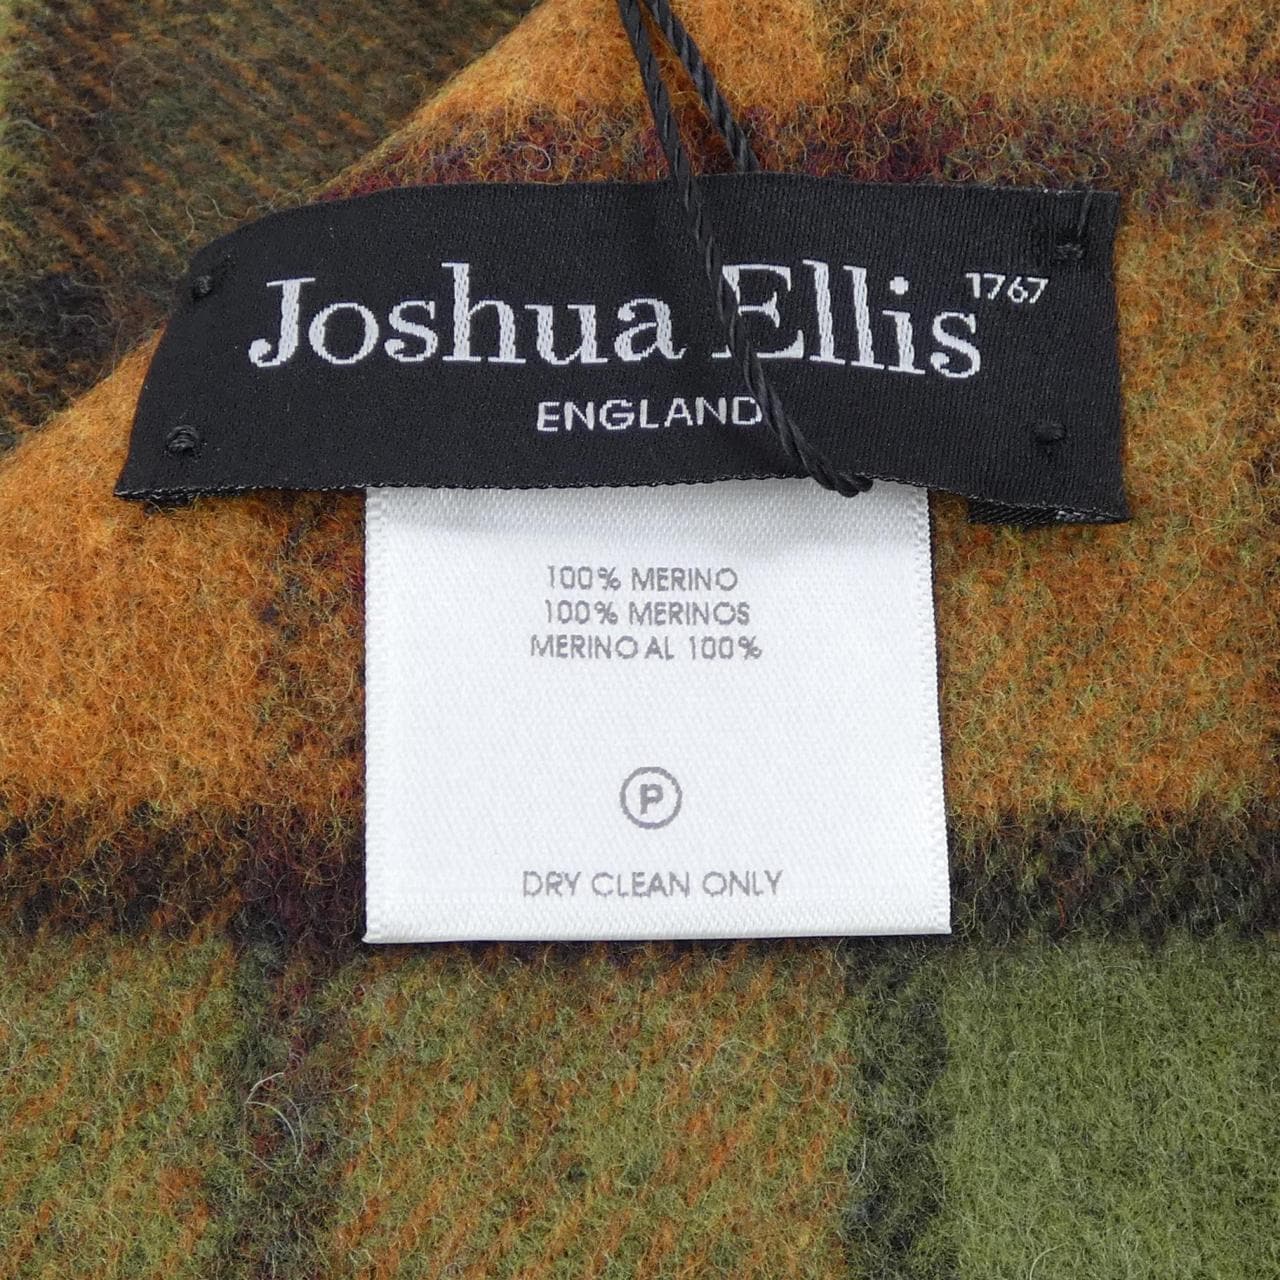 Joshua Ellis 1767
ENGLAND
100% MERINO
100% MERINOS
MERINO AL 100%
P
DRY CLEAN ONLY